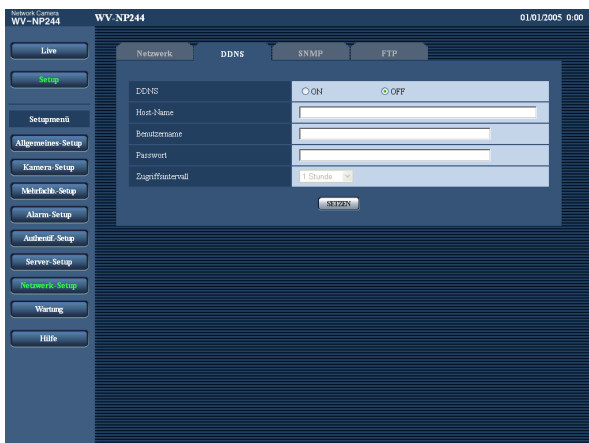 Network Camera
WV-NP244
WV-NP244
01/01/2005 0:00
Live
Setup
Setupmenü
Allgemeines-Setup
Kamera-Setup
Mehrfachb.-Setup
Alarm-Setup
Authentif.-Setup
Server-Setup
Netzwerk-Setup
Wartung
Hilfe
Netzwerk
DDNS
SNMP
FTP
DDNS
ON
OFF
Host-Name
Benutzername
Passwort
Zugriffsintervall
1 Stunde
SETZEN